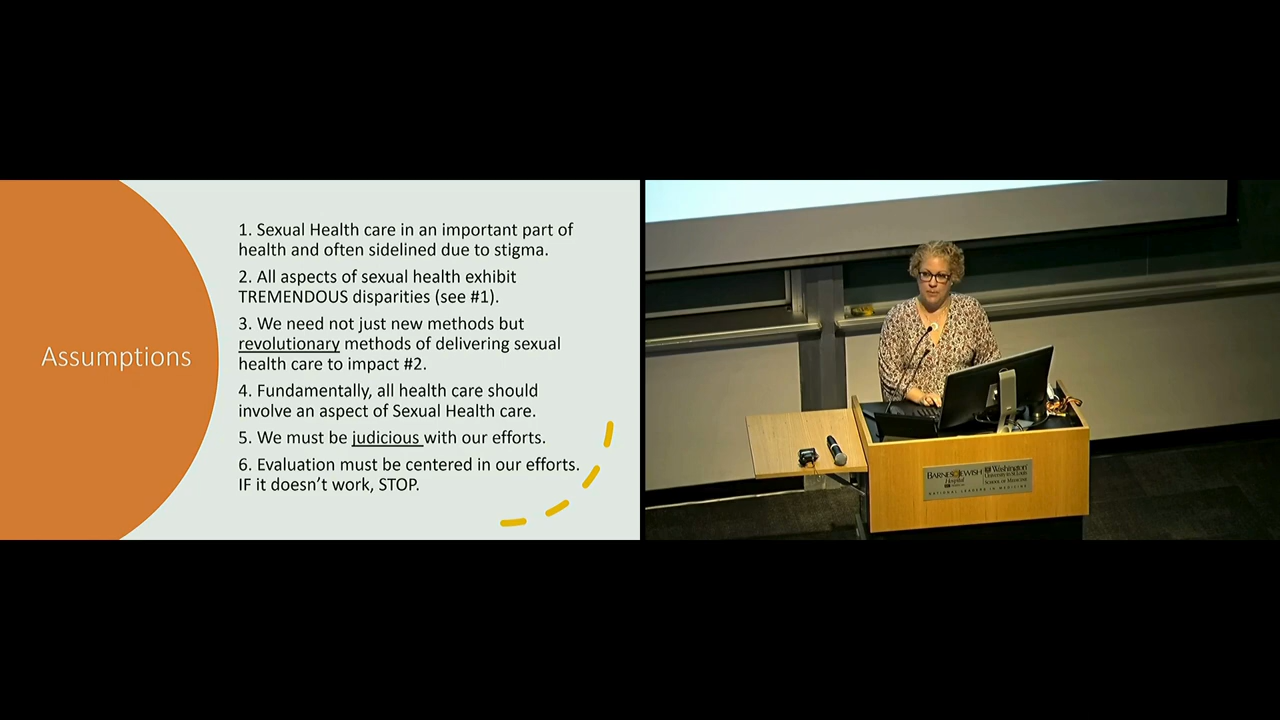 Assumptions
1. Sexual Health care in an important part of
health and often sidelined due to stigma.
2. All aspects of sexual health exhibit
TREMENDOUS disparities (see #1).
3. We need not just new methods but
revolutionary methods of delivering sexual
health care to impact #2.
4. Fundamentally, all health care should
involve an aspect of Sexual Health care.
5. We must be judicious with our efforts.
6. Evaluation must be centered in our efforts.
IF it doesn’t work, STOP.
BARNES JEWISH
Hospital
Washington
University in St. Louis
School of Medicine
NATIONAL LEADERS IN MEDICINE